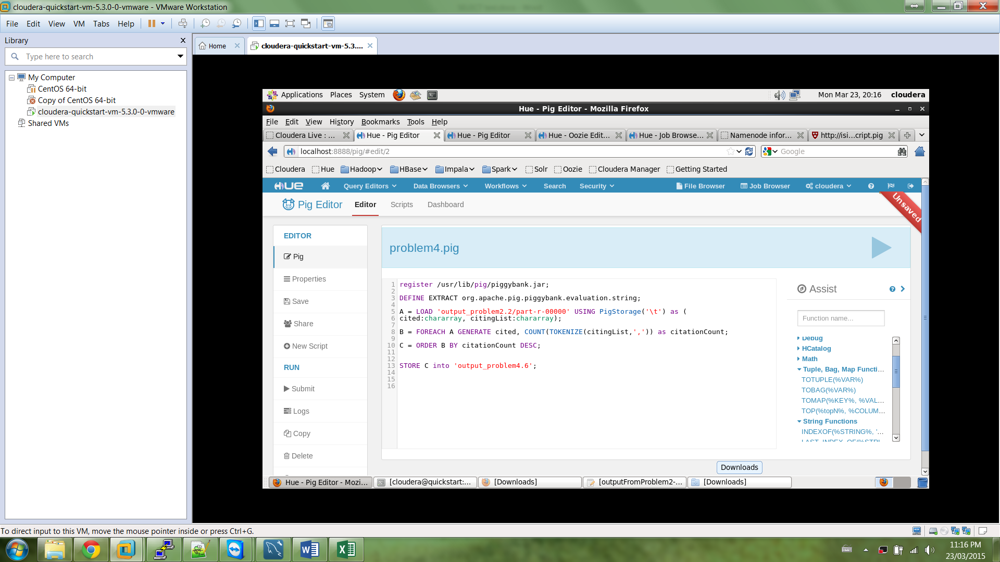 cloudera-quickstart-vm-5.3.0-0-vmware - VMware Workstation
File Edit View VM Tabs Help
Library
Type here to search
My Computer
CentOS 64-bit
Copy of CentOS 64-bit
cloudera-quickstart-vm-5.3.0-0-vmware
Shared VMs
Home
cloudera-quickstart-vm-5.3....
Applications Places System
Mon Mar 23, 20:16 cloudera
Hue - Pig Editor - Mozilla Firefox
File Edit View History Bookmarks Tools Help
Cloudera Live : ...
Hue - Pig Editor
Hue - Pig Editor
Hue - Oozie Edit...
Hue - Job Browse...
Namenode infor...
http://isi...cript.pig
localhost:8888/pig/#edit/2
Google
Cloudera Hue Hadoop HBase Impala Spark Solr Oozie Cloudera Manager Getting Started
HUE Query Editors Data Browsers Workflows Search Security File Browser Job Browser cloudera
Pig Editor Editor Scripts Dashboard
Unsaved
EDITOR
Pig
Properties
Save
Share
New Script
RUN
Submit
Logs
Copy
Delete
problem4.pig
1 register /usr/lib/pig/piggybank.jar;
2
3 DEFINE EXTRACT org.apache.pig.piggybank.evaluation.string;
4
5 A = LOAD 'output_problem2.2/part-r-00000' USING PigStorage('\t') as (
6 cited:chararray, citingList:chararray);
7
8 B = FOREACH A GENERATE cited, COUNT(TOKENIZE(citingList,',')) as citationCount;
9
10 C = ORDER B BY citationCount DESC;
11
12
13 STORE C into 'output_problem4.6';
14
15
16
Assist
Function name...
Debug
HCatalog
Math
Tuple, Bag, Map Functi...
TOTUPLE(%VAR%)
TOBAG(%VAR%)
TOMAP(%KEY%, %VAL...
TOP(%topN%, %COLUM...
String Functions
INDEXOF(%STRING%, '...
LAST_INDEX_OF(%STRI...
Downloads
Hue - Pig Editor - Mozi...
[cloudera@quickstart:...
[Downloads]
[outputFromProblem2-...
[Downloads]
To direct input to this VM, move the mouse pointer inside or press Ctrl+G.
11:16 PM
23/03/2015